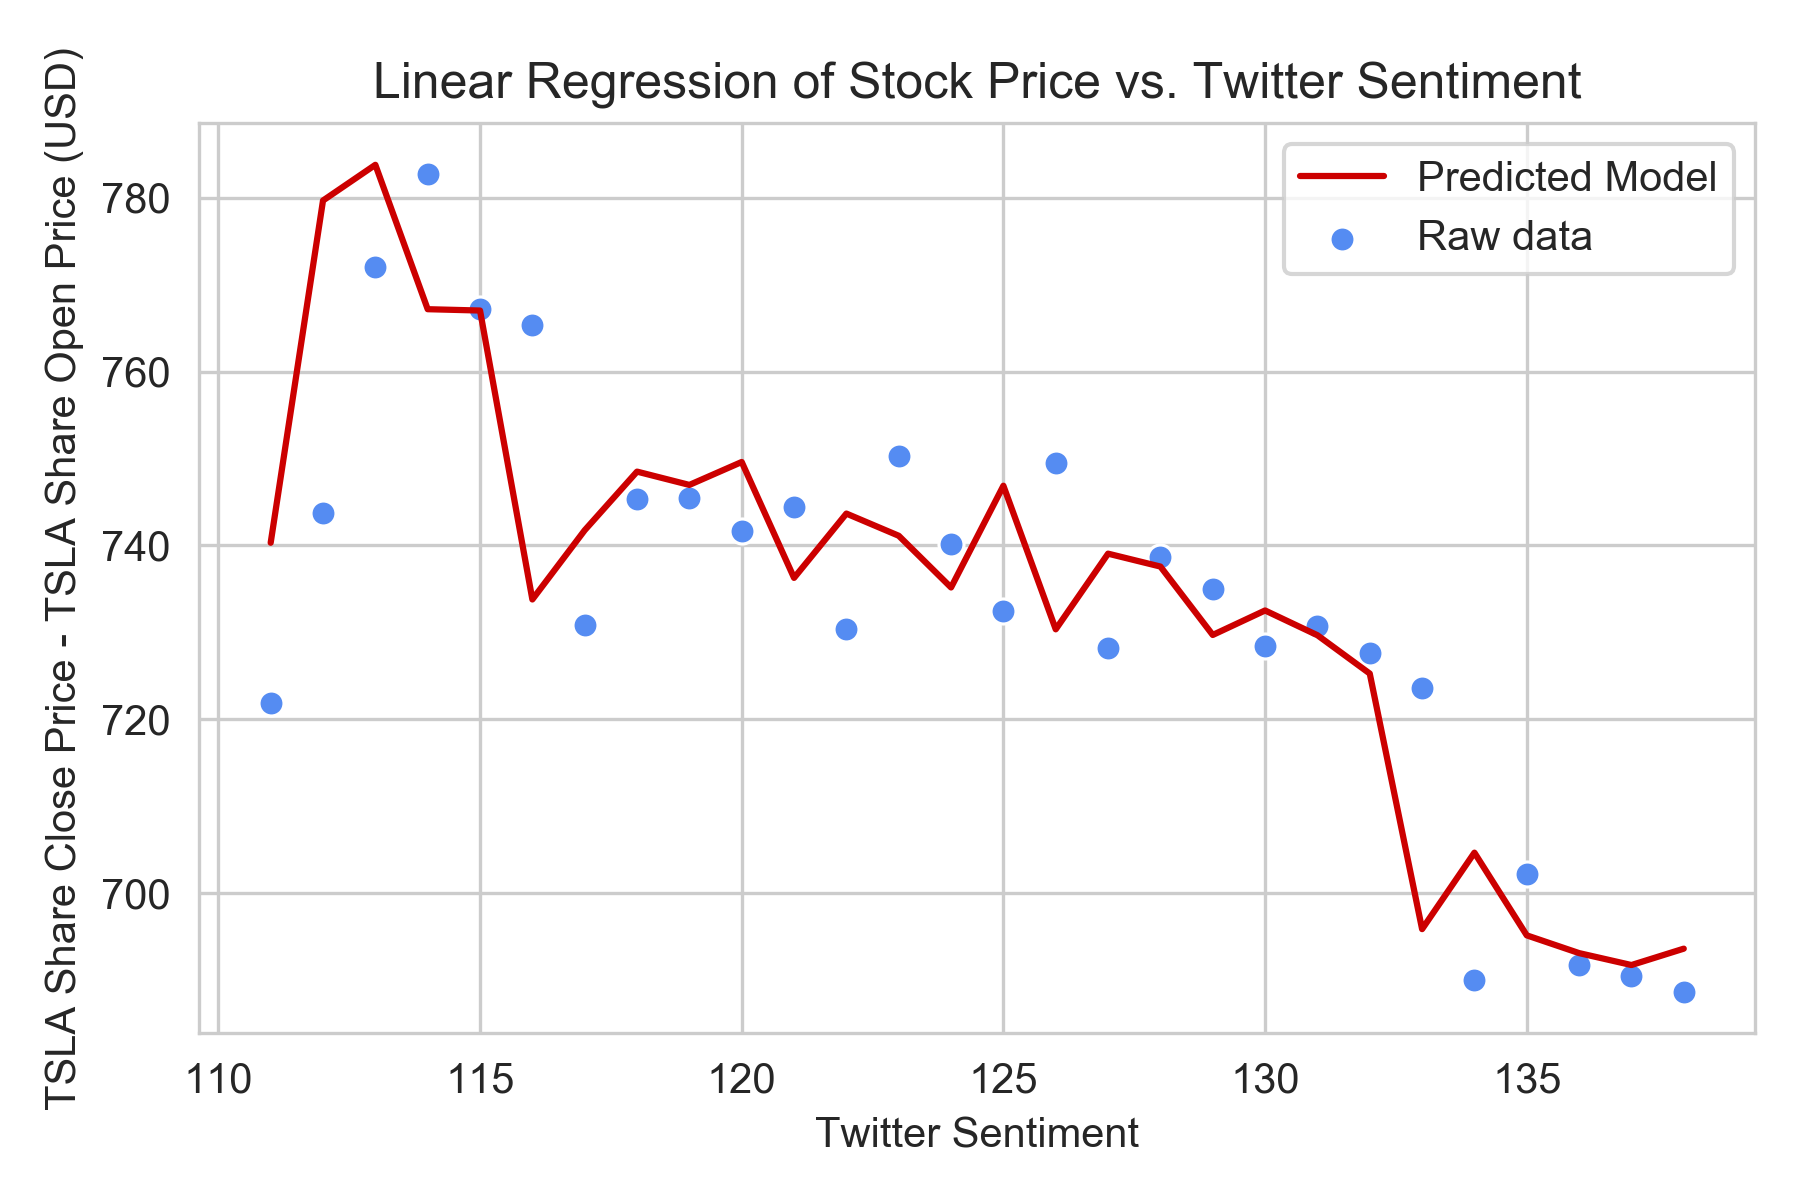 Linear Regression of Stock Price vs. Twitter Sentiment
TSLA Share Close Price - TSLA Share Open Price (USD)
780
760
740
720
700
Predicted Model
Raw data
110
115
120
125
130
135
Twitter Sentiment